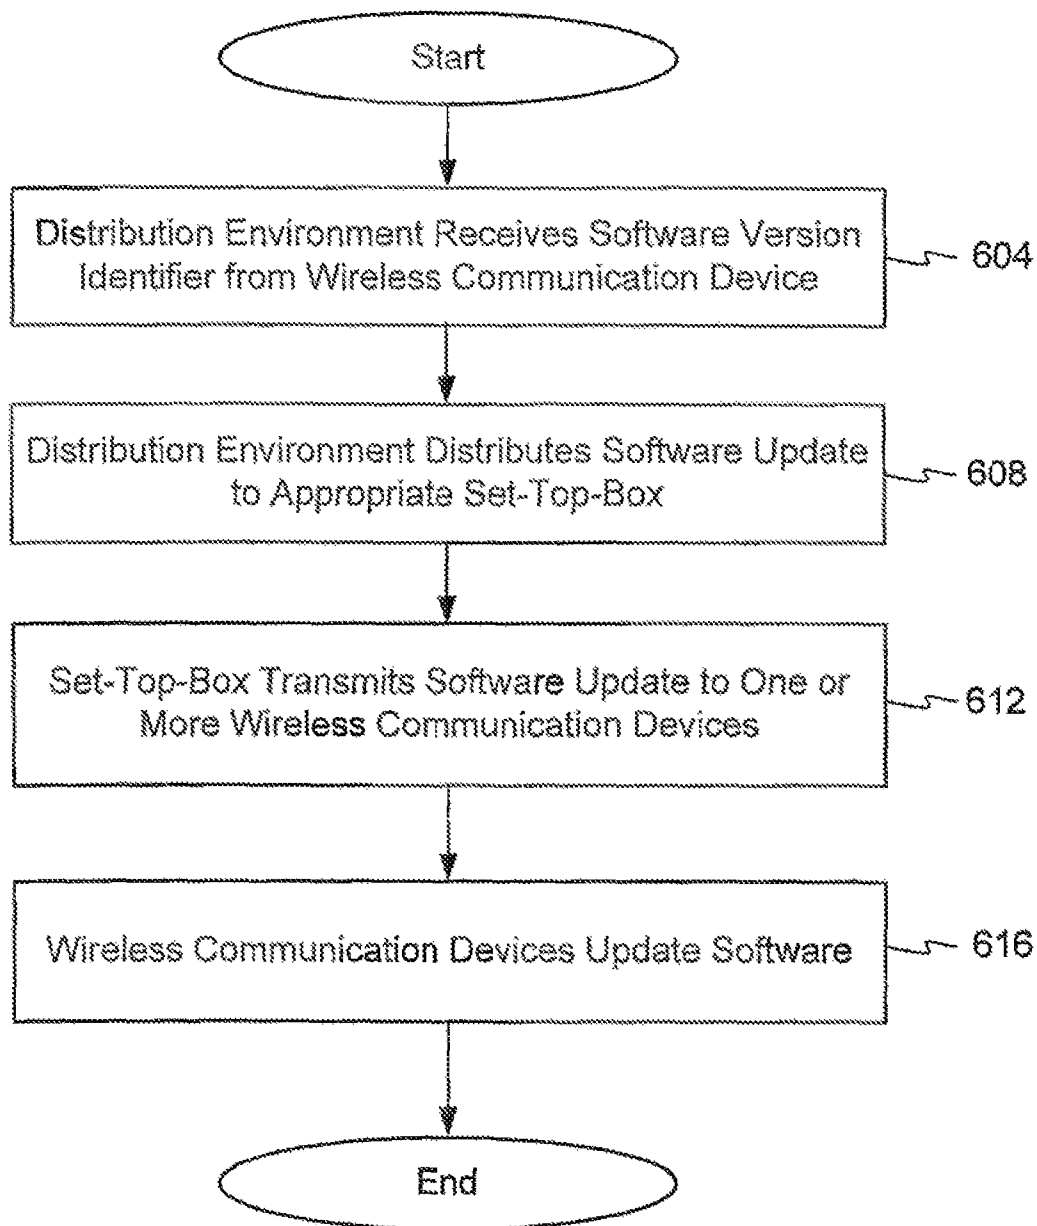 Start
Distribution Environment Receives Software Version
Identifier from Wireless Communication Device
604
Distribution Environment Distributes Software Update
to Appropriate Set-Top-Box
608
Set-Top-Box Transmits Software Update to One or
More Wireless Communication Devices
612
Wireless Communication Devices Update Software
616
End